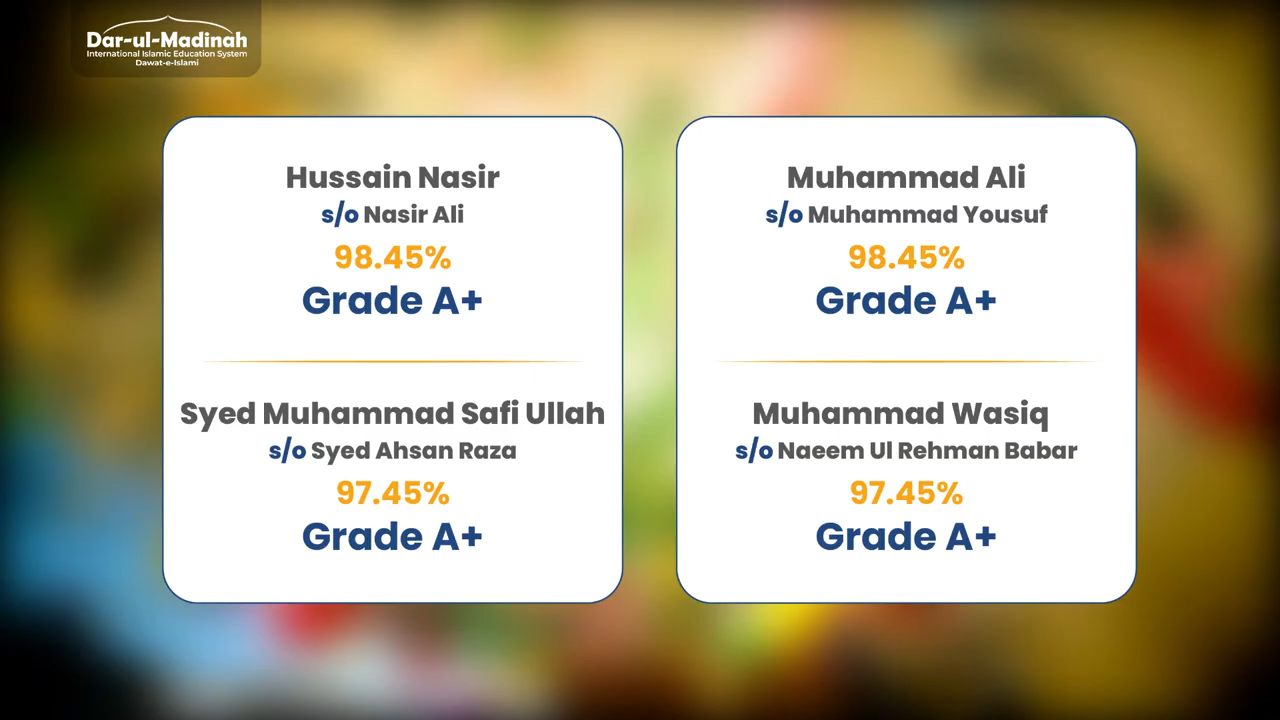 Dar-ul-Madinah
International Islamic Education System
Dawat-e-Islami
Hussain Nasir
s/o Nasir Ali
98.45%
Grade A+
Syed Muhammad Safi Ullah
s/o Syed Ahsan Raza
97.45%
Grade A+
Muhammad Ali
s/o Muhammad Yousuf
98.45%
Grade A+
Muhammad Wasiq
s/o Naeem Ul Rehman Babar
97.45%
Grade A+